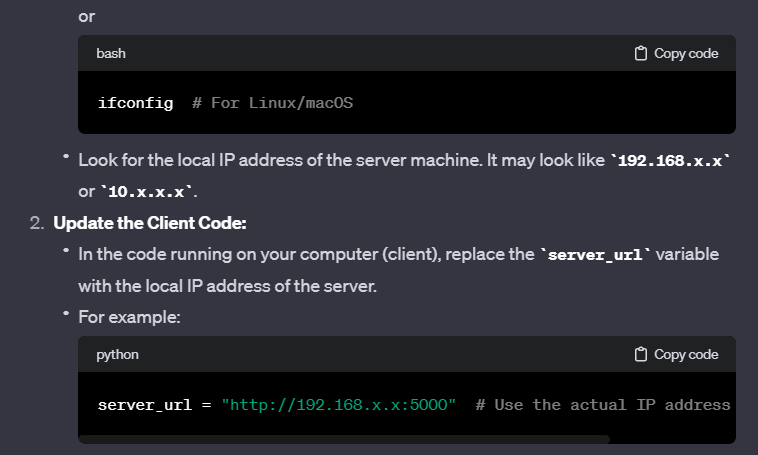 or
bash Copy code
ifconfig # For Linux/macOS
• Look for the local IP address of the server machine. It may look like `192.168.x.x`
or `10.x.x.x`.
2. Update the Client Code:
• In the code running on your computer (client), replace the `server_url` variable
with the local IP address of the server.
• For example:
python Copy code
server_url = "http://192.168.x.x:5000" # Use the actual IP address